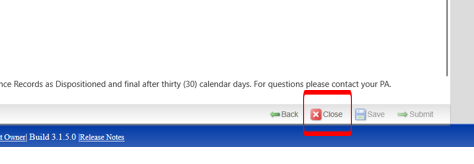 nce Records as Dispositioned and final after thirty (30) calendar days. For questions please contact your PA.
Back Close Save Submit
t Owner| Build 3.1.5.0 |Release Notes